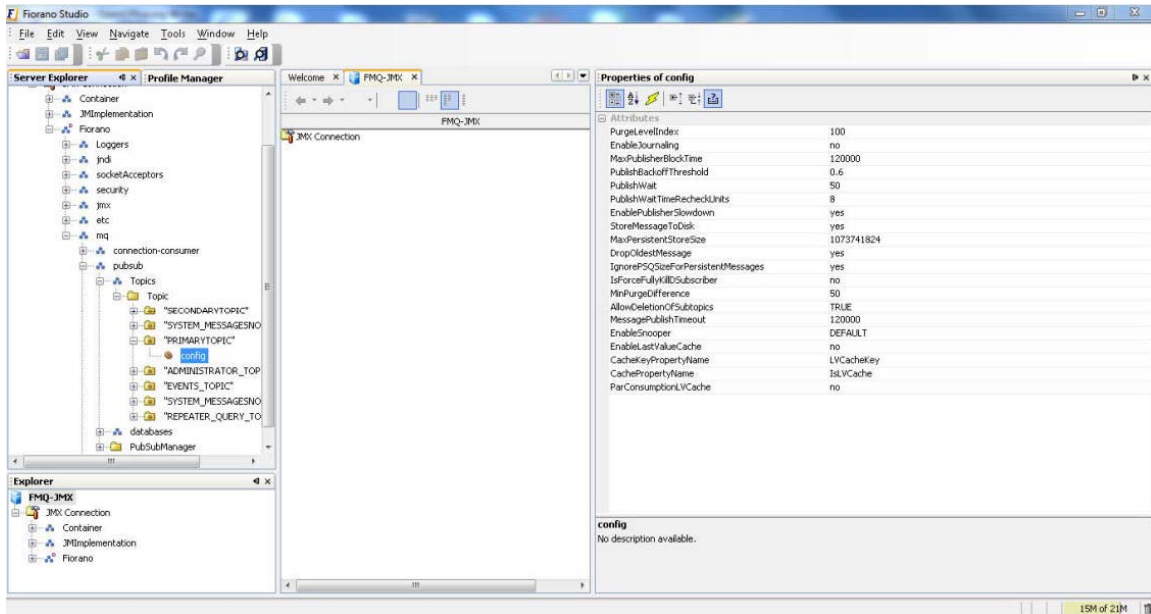 Fiorano Studio
File Edit View Navigate Tools Window Help
Server Explorer
Profile Manager
Container
JMImplementation
Fiorano
Loggers
jndi
socketAcceptors
security
jmx
etc
mq
connection-consumer
pubsub
Topics
Topic
"SECONDARYTOPIC"
"SYSTEM_MESSAGESNO
"PRIMARYTOPIC"
config
"ADMINISTRATOR_TOP
"EVENTS_TOPIC"
"SYSTEM_MESSAGESNO
"REPEATER_QUERY_TO
databases
PubSubManager
Explorer
FMQ-JMX
JMX Connection
Container
JMImplementation
Fiorano
Welcome FMQ-JMX
FMQ-JMX
JMX Connection
Properties of config
Attributes
PurgeLevelIndex 100
EnableJournaling no
MaxPublisherBlockTime 120000
PublishBackoffThreshold 0.6
PublishWait 50
PublishWaitTimeRecheckUnits 8
EnablePublisherSlowdown yes
StoreMessageToDisk yes
MaxPersistentStoreSize 1073741824
DropOldestMessage yes
IgnorePSQSizeForPersistentMessages yes
IsForceFullyKillDSubscriber no
MinPurgeDifference 50
AllowDeletionOfSubtopics TRUE
MessagePublishTimeout 120000
EnableSnooper DEFAULT
EnableLastValueCache no
CacheKeyPropertyName LVCacheKey
CachePropertyName IsLVCache
ParConsumptionLVCache no
config
No description available.
15M of 21M